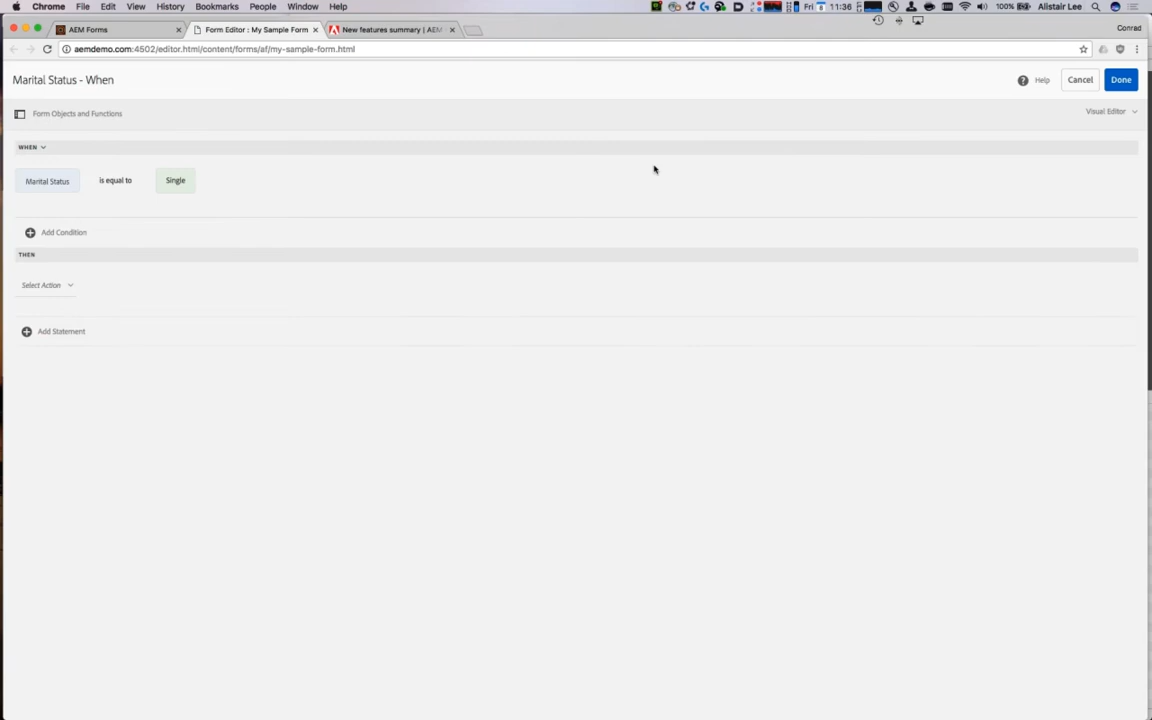 Chrome File Edit View History Bookmarks People Window Help Fri 8 11:36 100% Alistair Lee
AEM Forms Form Editor : My Sample Form New features summary | AEM Conrad
aemdemo.com:4502/editor.html/content/forms/af/my-sample-form.html
Marital Status - When Help Cancel Done
Form Objects and Functions Visual Editor
WHEN
Marital Status is equal to Single
Add Condition
THEN
Select Action
Add Statement